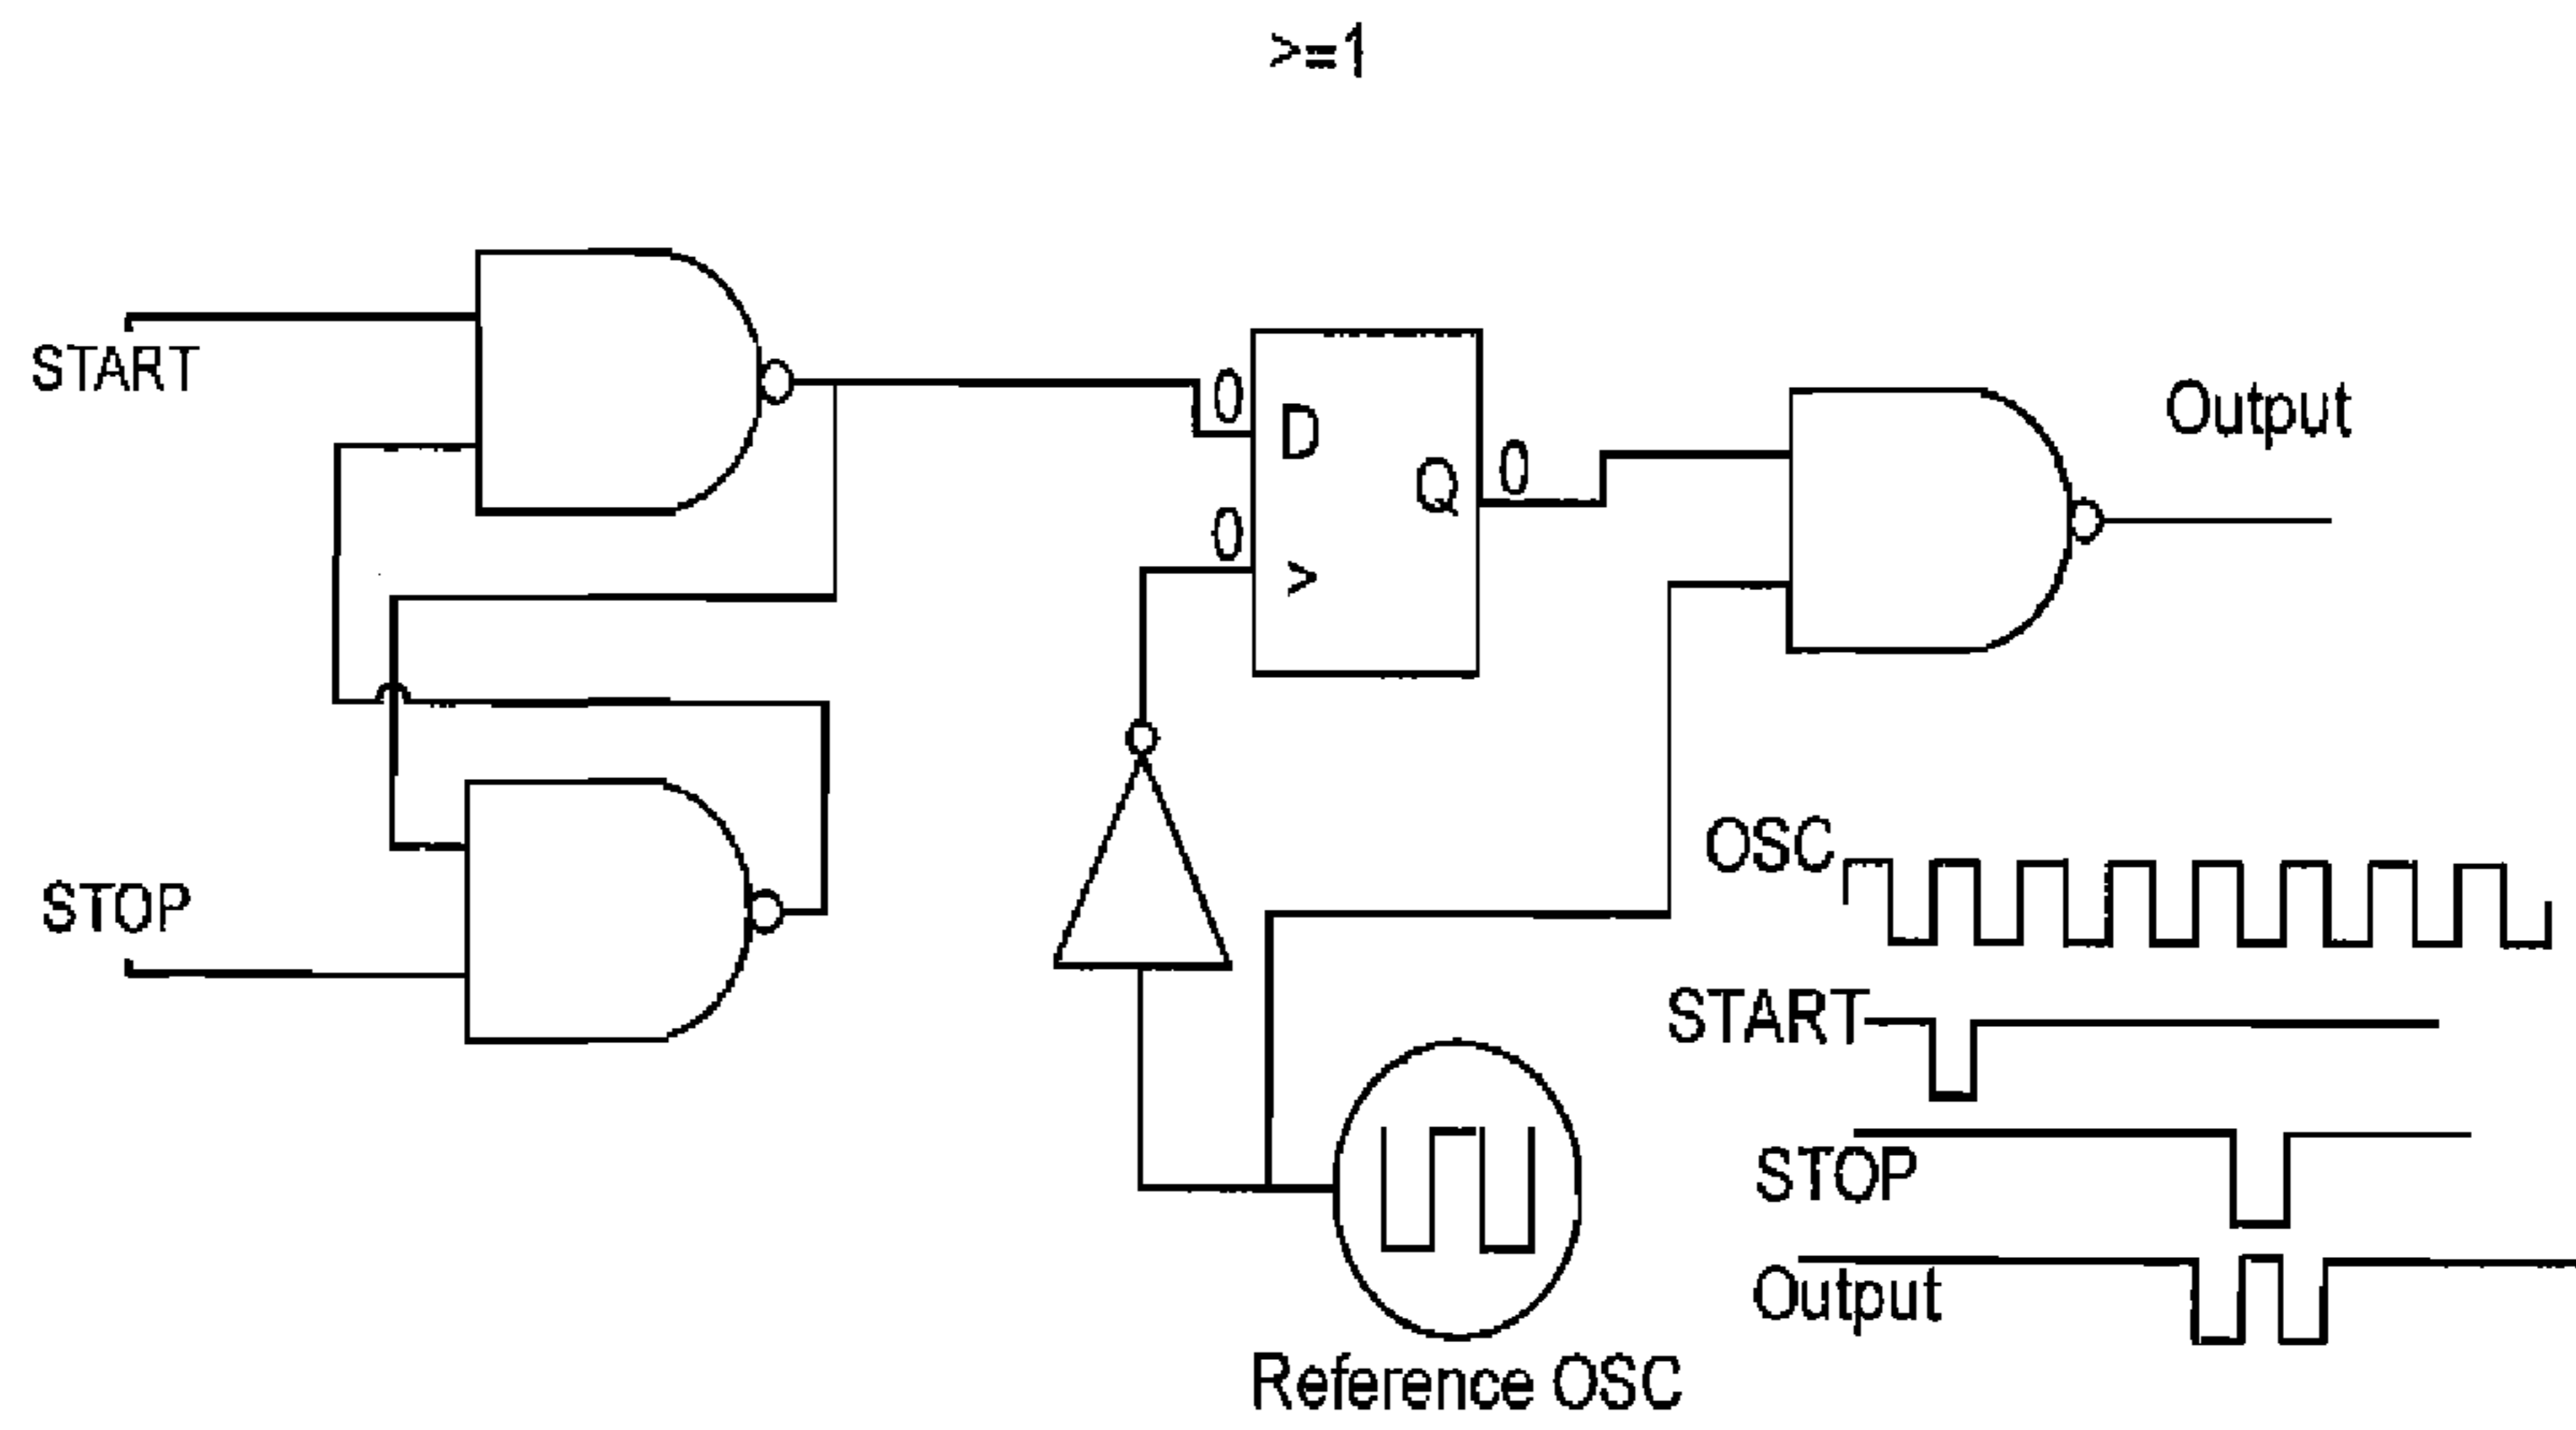 >=1
START
0
D
Output
Q
0
0
>
OSC
STOP
START
STOP
Output
Reference OSC